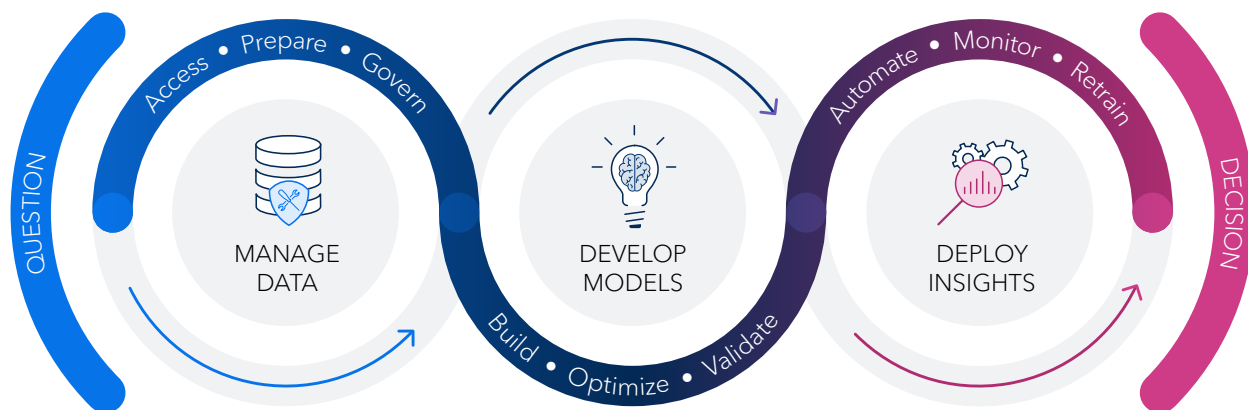 QUESTION
Access • Prepare • Govern
MANAGE
DATA
Build • Optimize • Validate
DEVELOP
MODELS
Automate • Monitor • Retrain
DEPLOY
INSIGHTS
DECISION